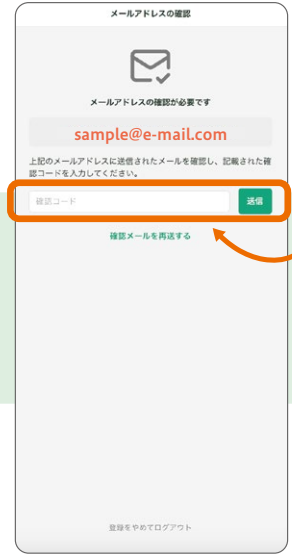 メールアドレスの確認
メールアドレスの確認が必要です
sample@e-mail.com
上記のメールアドレスに送信されたメールを確認し、記載された確
認コードを入力してください。
確認コード 送信
確認メールを再送する
登録をやめてログアウト